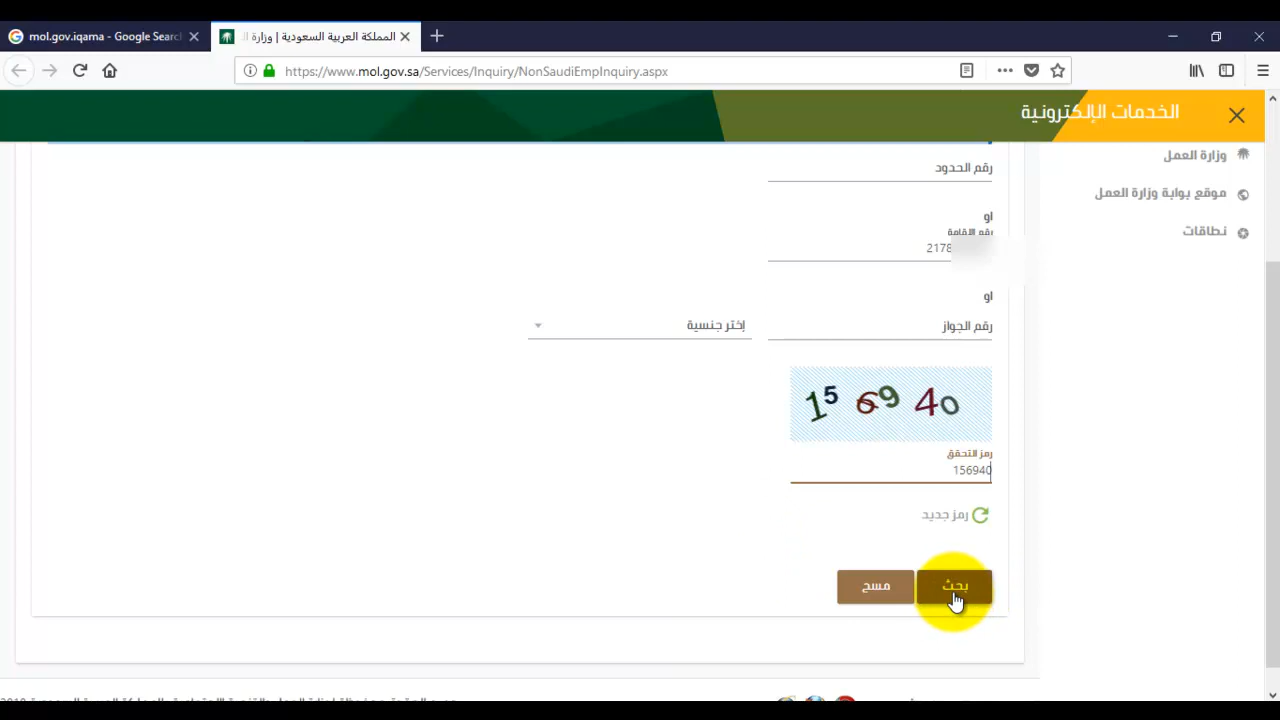 mol.gov.iqama - Google Search
المملكة العربية السعودية | وزارة
https://www.mol.gov.sa/Services/Inquiry/NonSaudiEmpInquiry.aspx
الخدمات الإلكترونية
وزارة العمل
موقع بوابة وزارة العمل
نطاقات
رقم الحدود
او
رقم الإقامة
2178
او
رقم الجواز
إختر جنسية
15 69 40
رمز التحقق
156940
رمز جديد
بحث
مسح